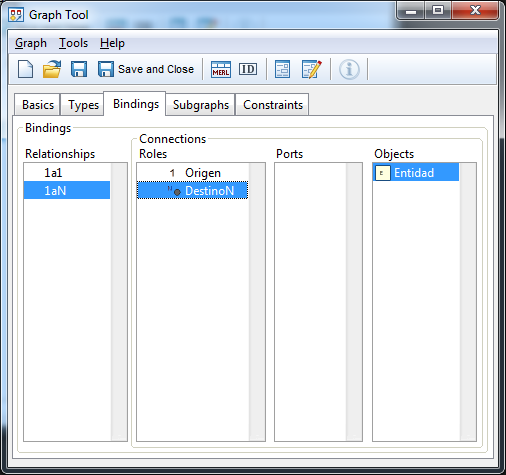 Graph Tool
Graph Tools Help
Save and Close MERL ID
Basics Types Bindings Subgraphs Constraints
Bindings
Connections
Relationships Roles Ports Objects
1a1 1 Origen E Entidad
1aN N DestinoN